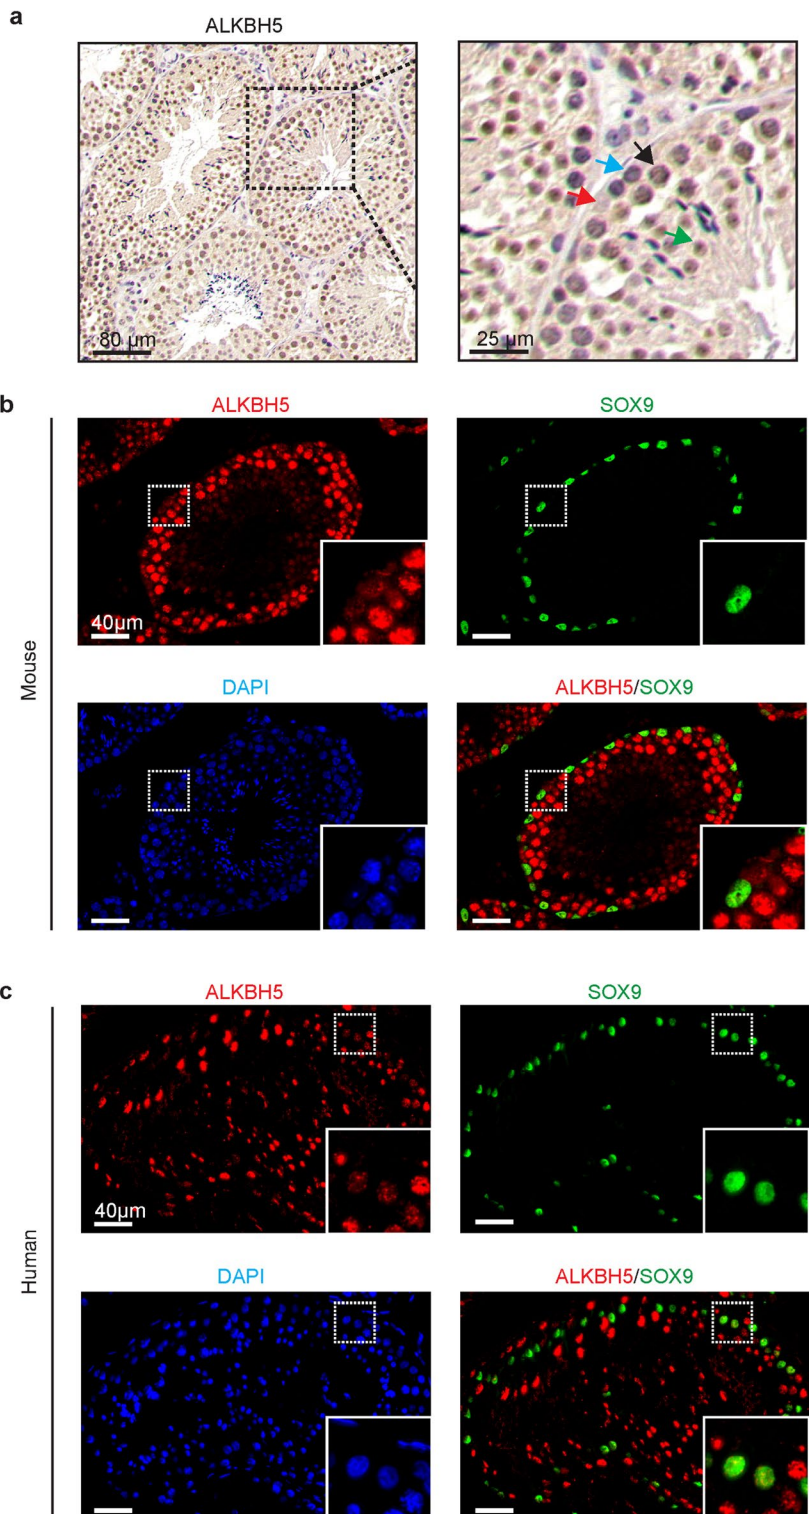 a
ALKBH5
80 µm
25 µm
b
ALKBH5
SOX9
Mouse
40µm
DAPI
ALKBH5/SOX9
c
ALKBH5
SOX9
Human
40µm
DAPI
ALKBH5/SOX9